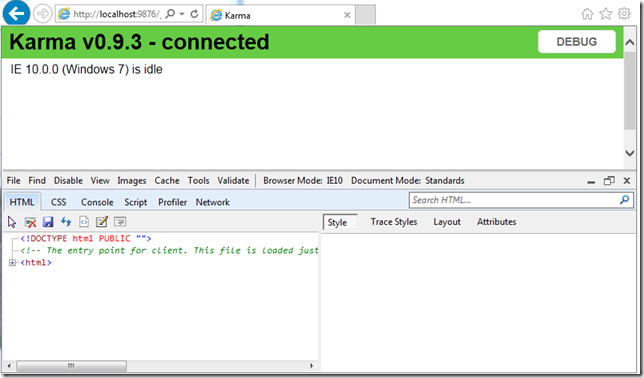 http://localhost:9876/
Karma
Karma v0.9.3 - connected
DEBUG
IE 10.0.0 (Windows 7) is idle
File Find Disable View Images Cache Tools Validate Browser Mode: IE10 Document Mode: Standards
HTML CSS Console Script Profiler Network
Search HTML...
Style Trace Styles Layout Attributes
<!DOCTYPE html PUBLIC "">
<!-- The entry point for client. This file is loaded just
<html>